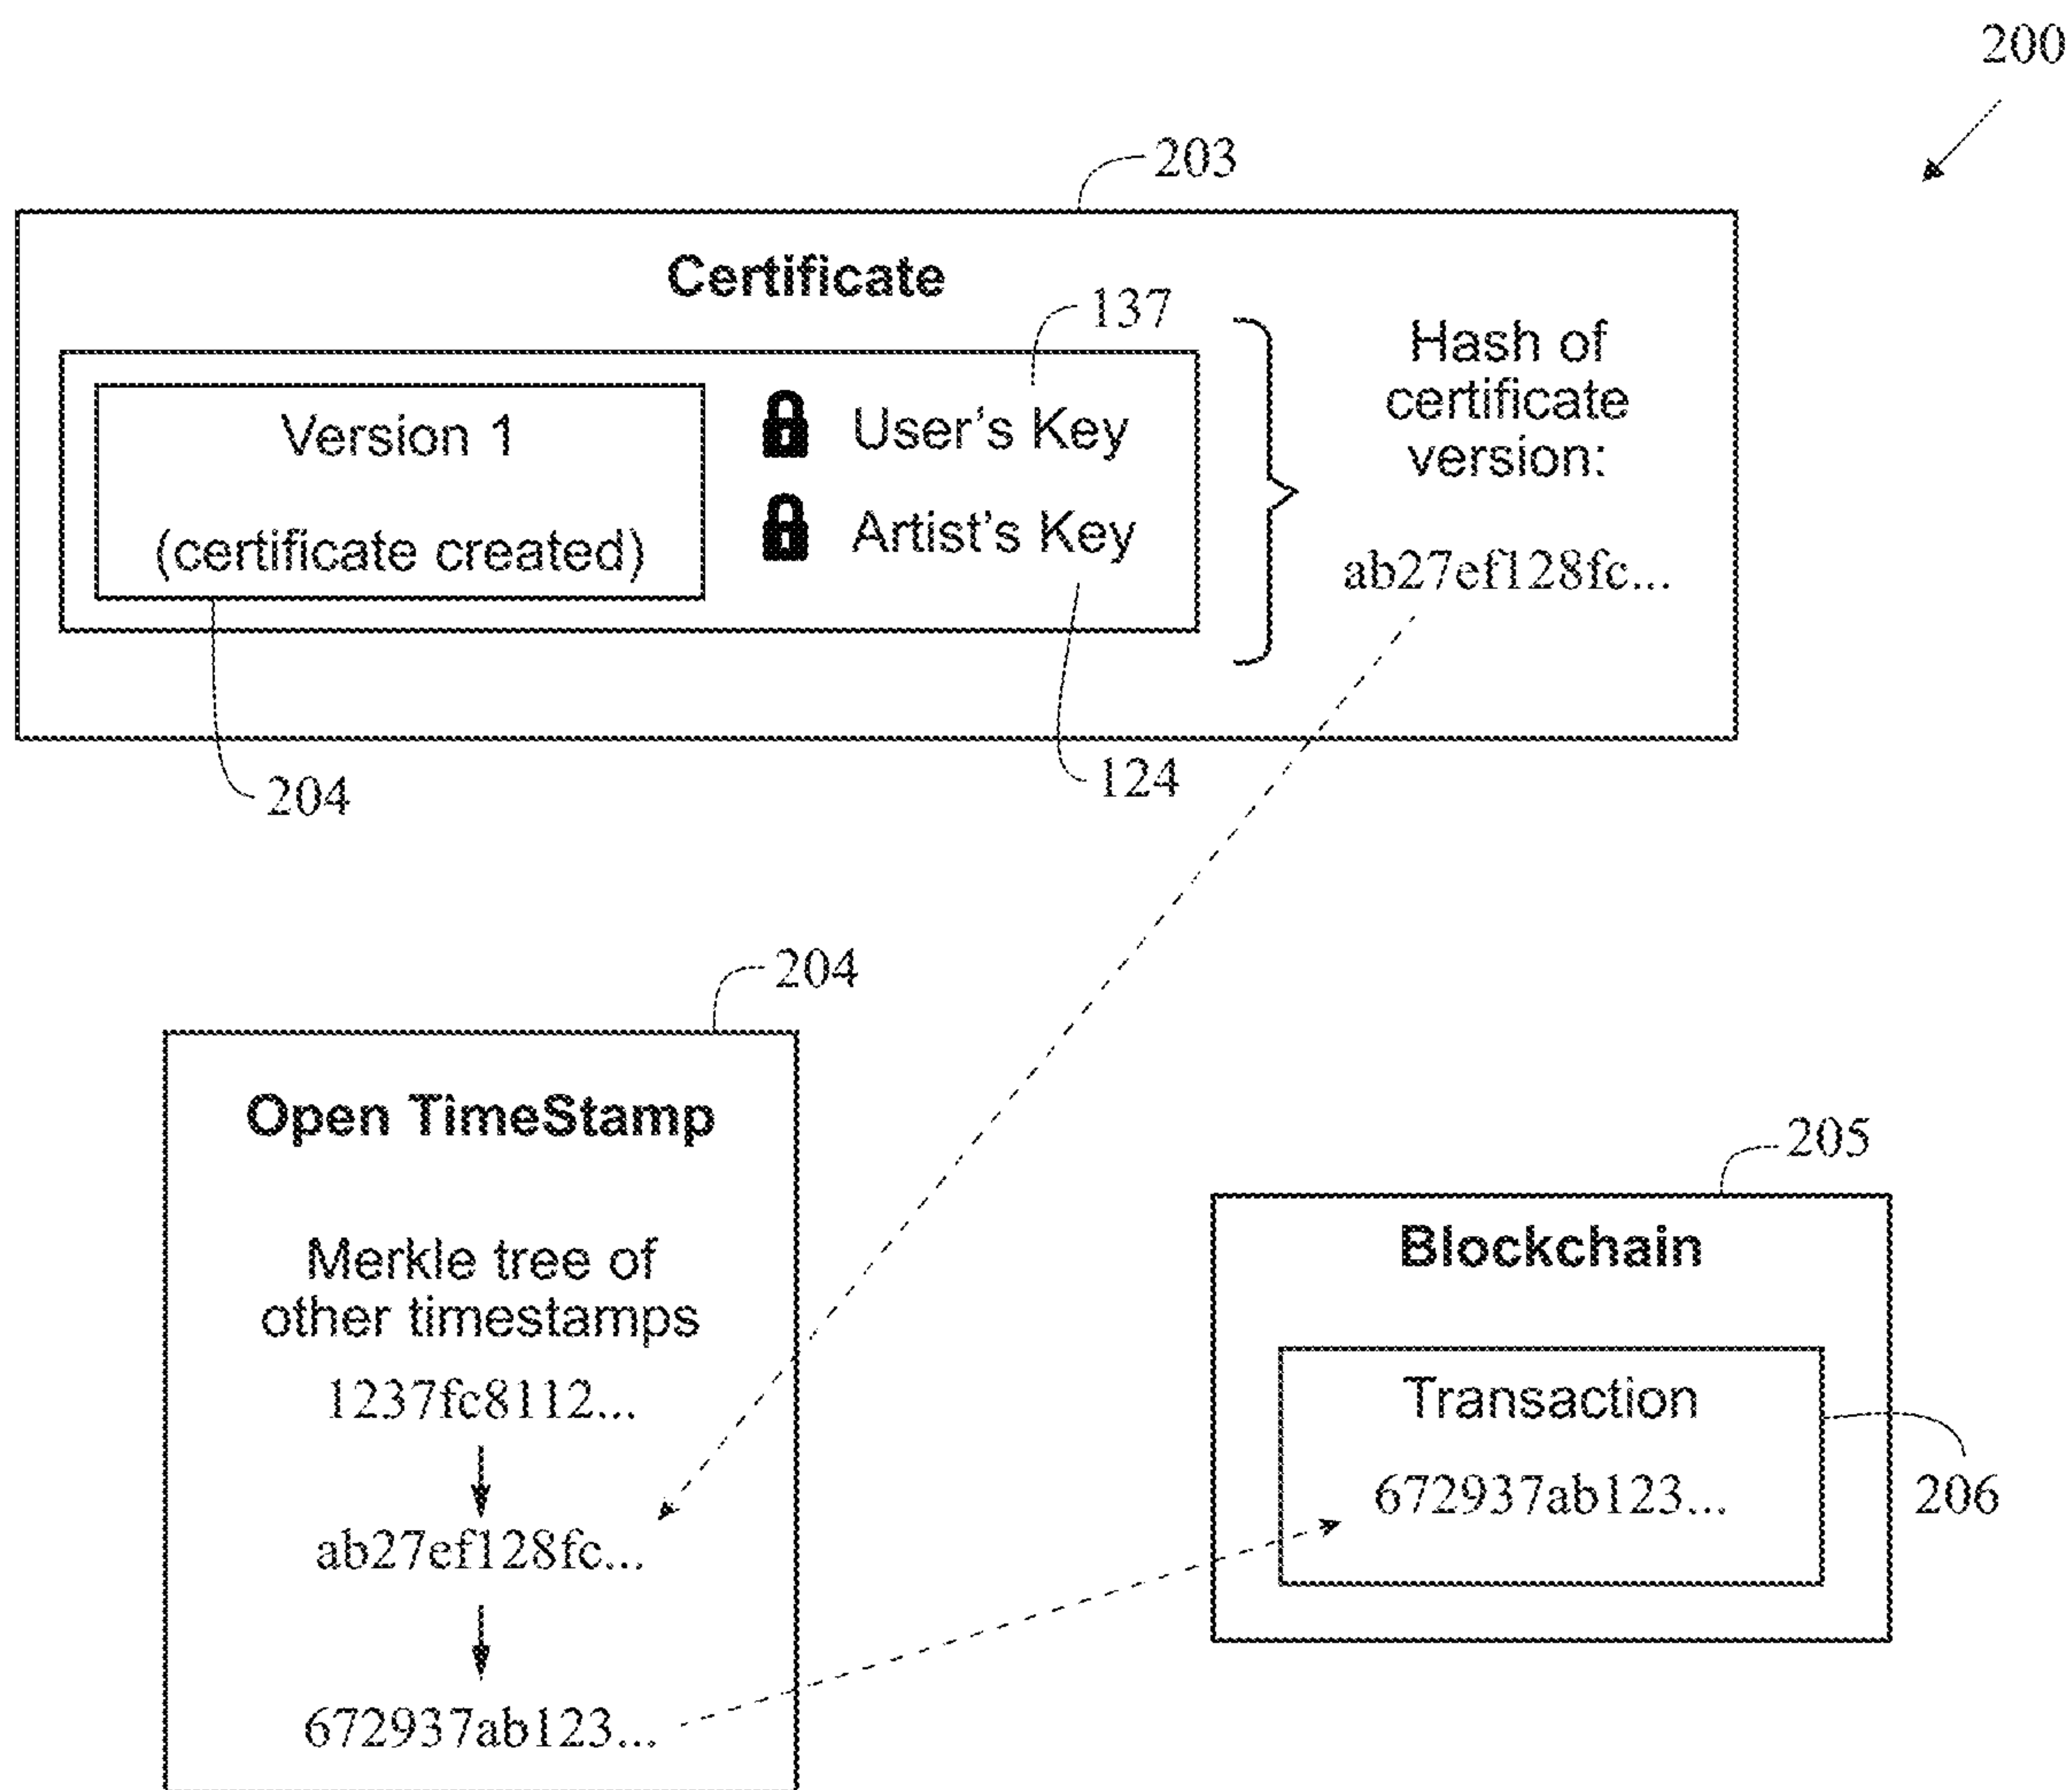 200
203
Certificate
137
Version 1
(certificate created)
User's Key
Artist's Key
Hash of
certificate
version:
ab27ef128fc...
204
124
204
Open TimeStamp
Merkle tree of
other timestamps
1237fc8112...
ab27ef128fc...
672937ab123...
205
Blockchain
Transaction
672937ab123...
206